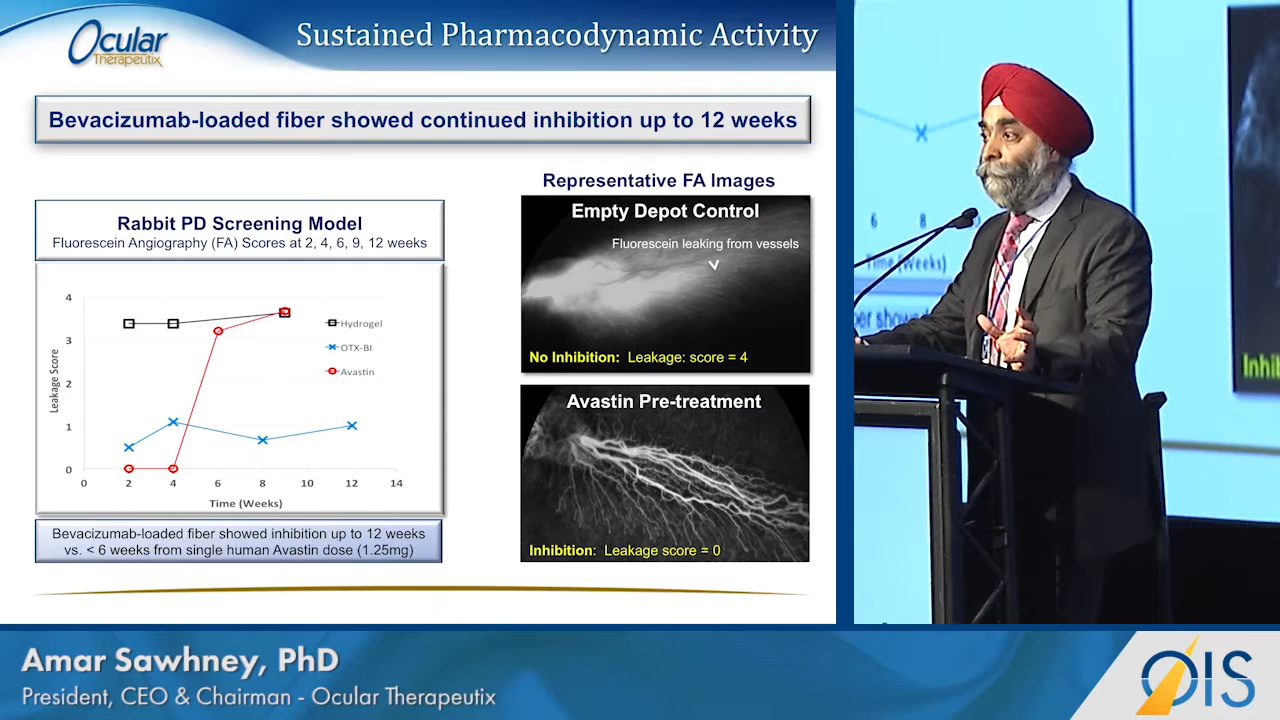 Ocular
Therapeutix
Sustained Pharmacodynamic Activity
Bevacizumab-loaded fiber showed continued inhibition up to 12 weeks
Rabbit PD Screening Model
Fluorescein Angiography (FA) Scores at 2, 4, 6, 9, 12 weeks
4
3
2
1
0
Leakage Score
0 2 4 6 8 10 12 14
Time (Weeks)
Hydrogel
OTX-BI
Avastin
Bevacizumab-loaded fiber showed inhibition up to 12 weeks
vs. < 6 weeks from single human Avastin dose (1.25mg)
Representative FA Images
Empty Depot Control
Fluorescein leaking from vessels
No Inhibition: Leakage: score = 4
Avastin Pre-treatment
Inhibition: Leakage score = 0
6 8
Time (Weeks)
Amar Sawhney, PhD
President, CEO & Chairman - Ocular Therapeutix
OIS